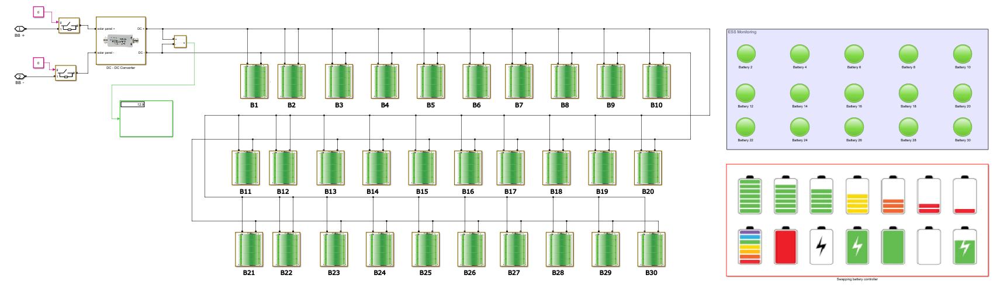 0
1
BB +
g
1
2
solar panel +
DC +
solar panel -
DC -
DC - DC Converter
+
-
v
0
2
BB -
g
1
2
12.9
B1 B2 B3 B4 B5 B6 B7 B8 B9 B10
B11 B12 B13 B14 B15 B16 B17 B18 B19 B20
B21 B22 B23 B24 B25 B26 B27 B28 B29 B30
ESS Monitoring
Battery 2 Battery 4 Battery 6 Battery 8 Battery 10
Battery 12 Battery 14 Battery 16 Battery 18 Battery 20
Battery 22 Battery 24 Battery 26 Battery 28 Battery 30
Swapping battery controller